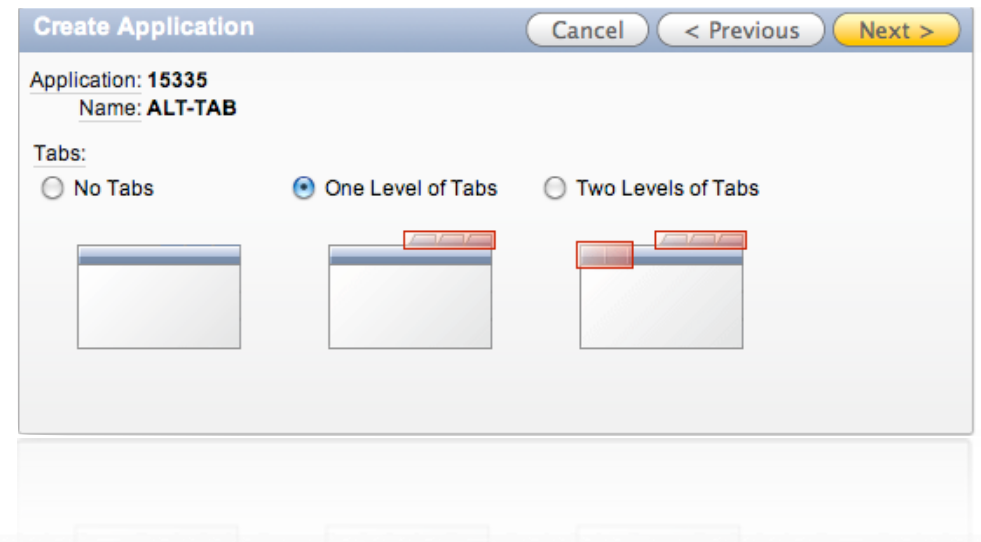 Create Application Cancel < Previous Next >
Application: 15335
Name: ALT-TAB
Tabs:
No Tabs One Level of Tabs Two Levels of Tabs